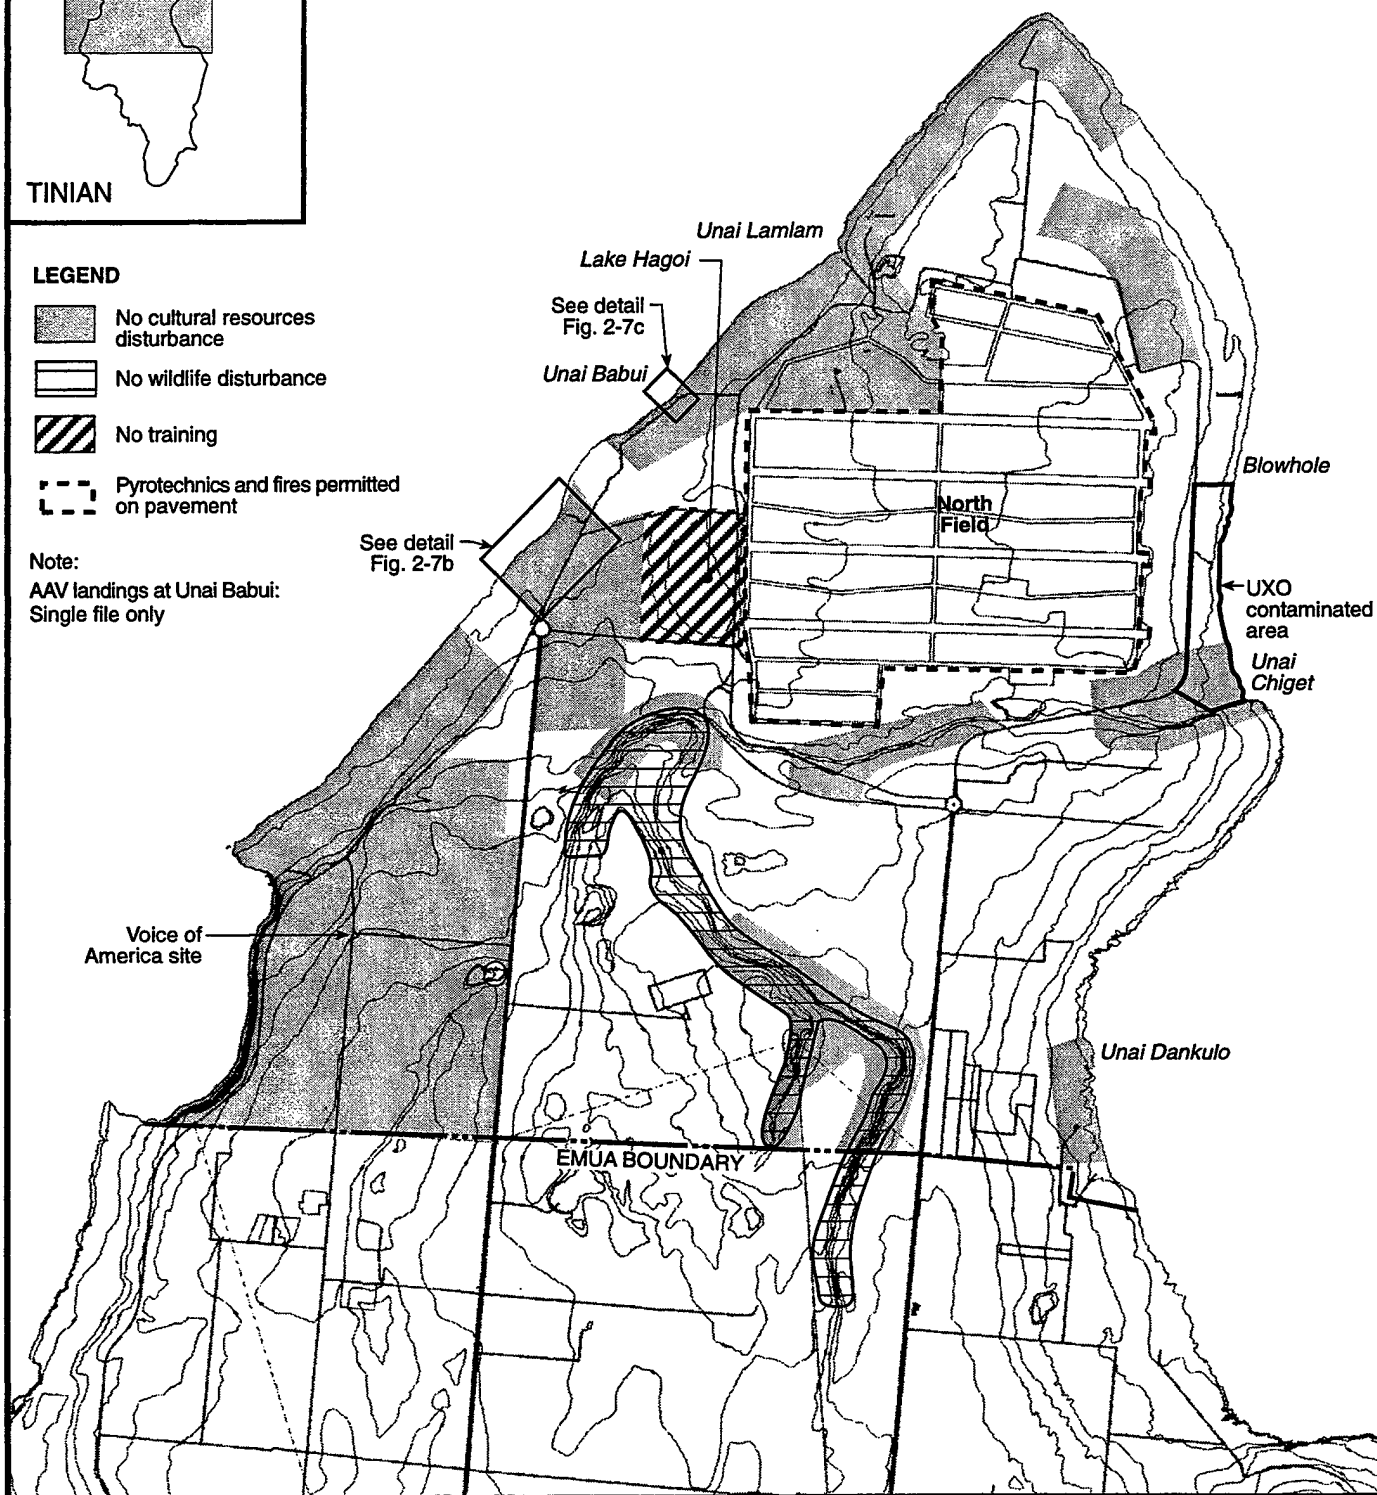 TINIAN
LEGEND
No cultural resources
disturbance
No wildlife disturbance
No training
Pyrotechnics and fires permitted
on pavement
Note:
AAV landings at Unai Babui:
Single file only
Unai Lamlam
Lake Hagoi
See detail
Fig. 2-7c
Unai Babui
See detail
Fig. 2-7b
North
Field
Blowhole
UXO
contaminated
area
Unai
Chiget
Voice of
America site
Unai Dankulo
EMUA BOUNDARY